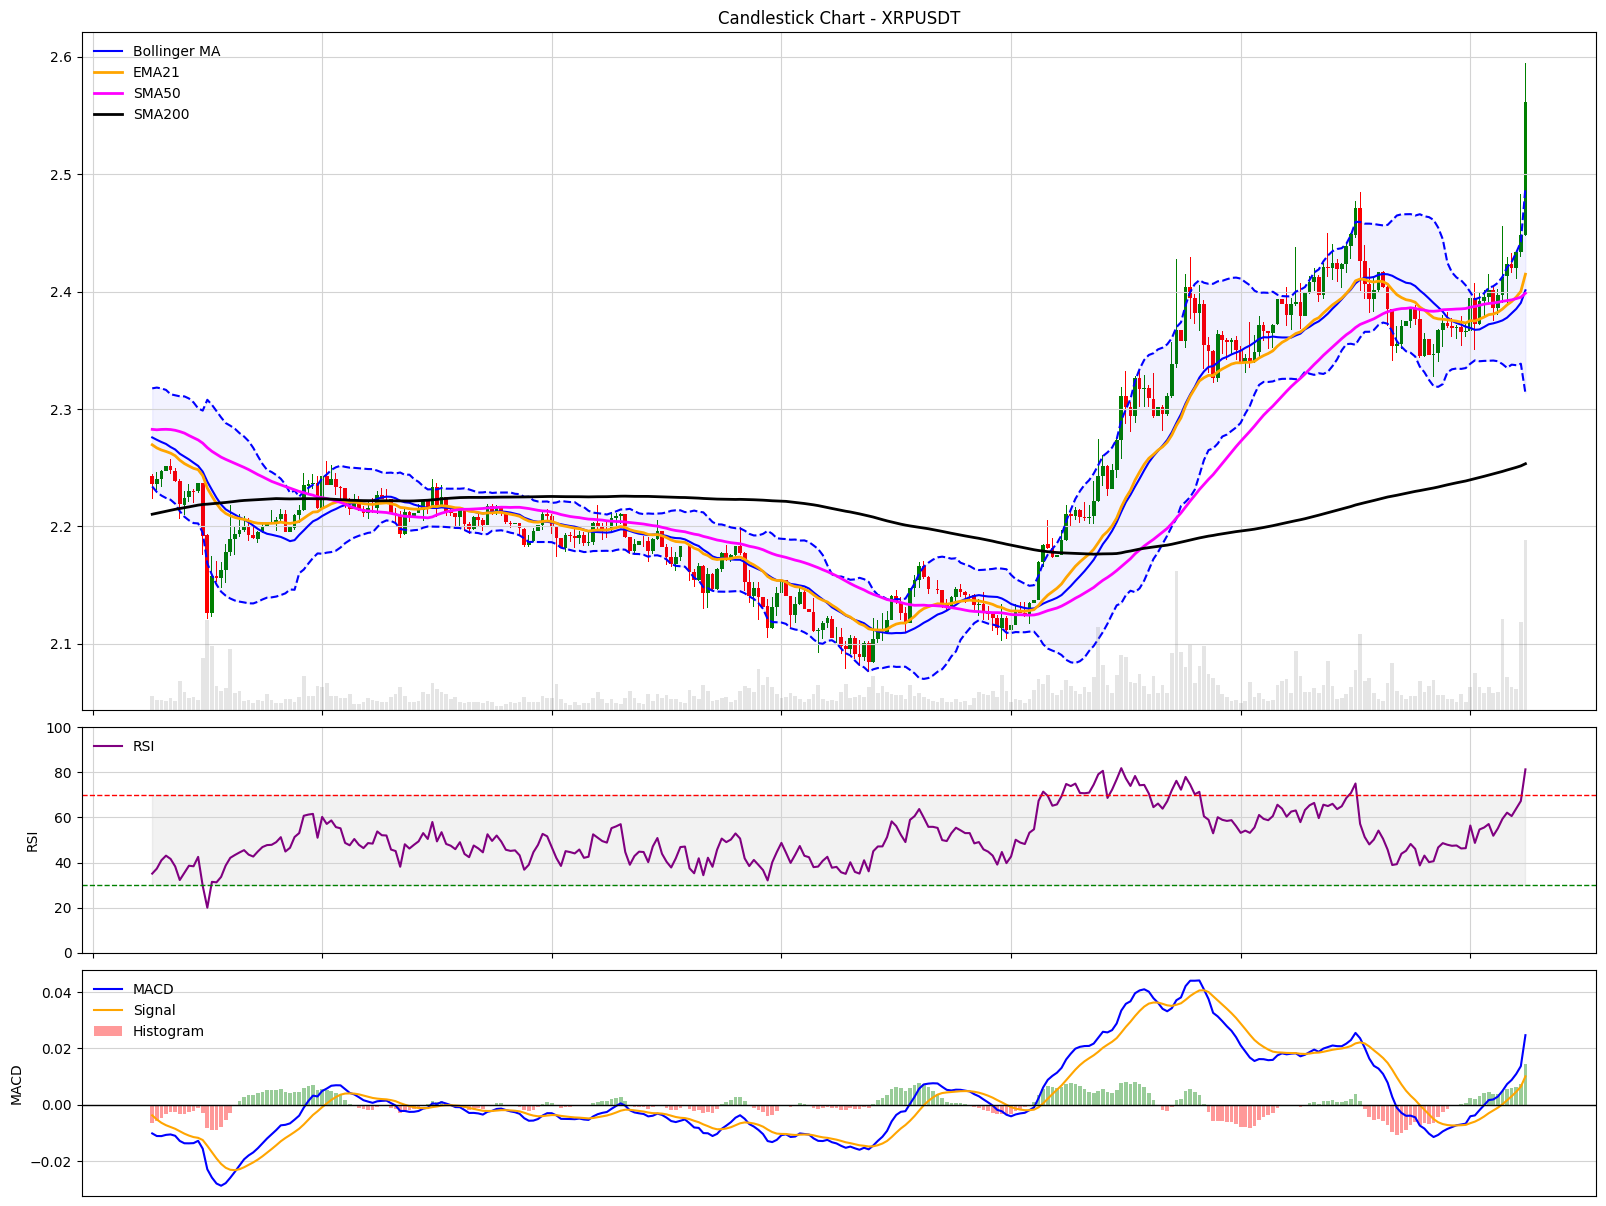 Candlestick Chart - XRPUSDT
Bollinger MA
EMA21
SMA50
SMA200
2.6
2.5
2.4
2.3
2.2
2.1
RSI
RSI
100
80
60
40
20
0
MACD
Signal
Histogram
MACD
0.04
0.02
0.00
−0.02